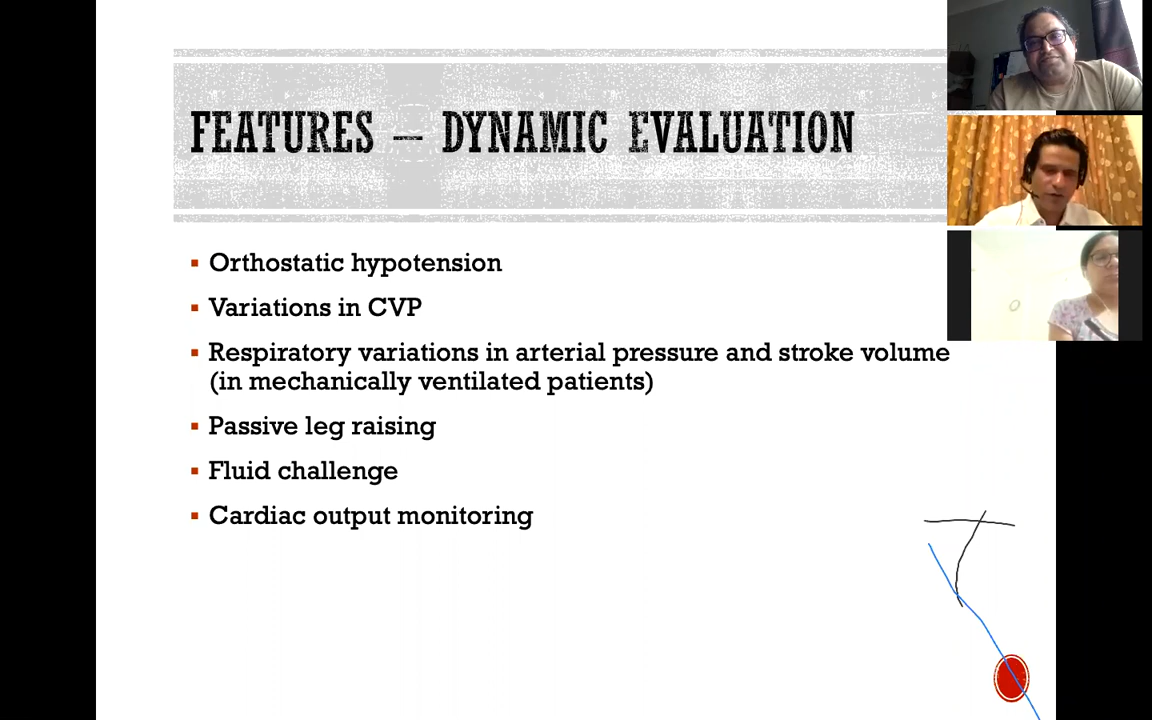 FEATURES – DYNAMIC EVALUATION
▪ Orthostatic hypotension
▪ Variations in CVP
▪ Respiratory variations in arterial pressure and stroke volume
(in mechanically ventilated patients)
▪ Passive leg raising
▪ Fluid challenge
▪ Cardiac output monitoring